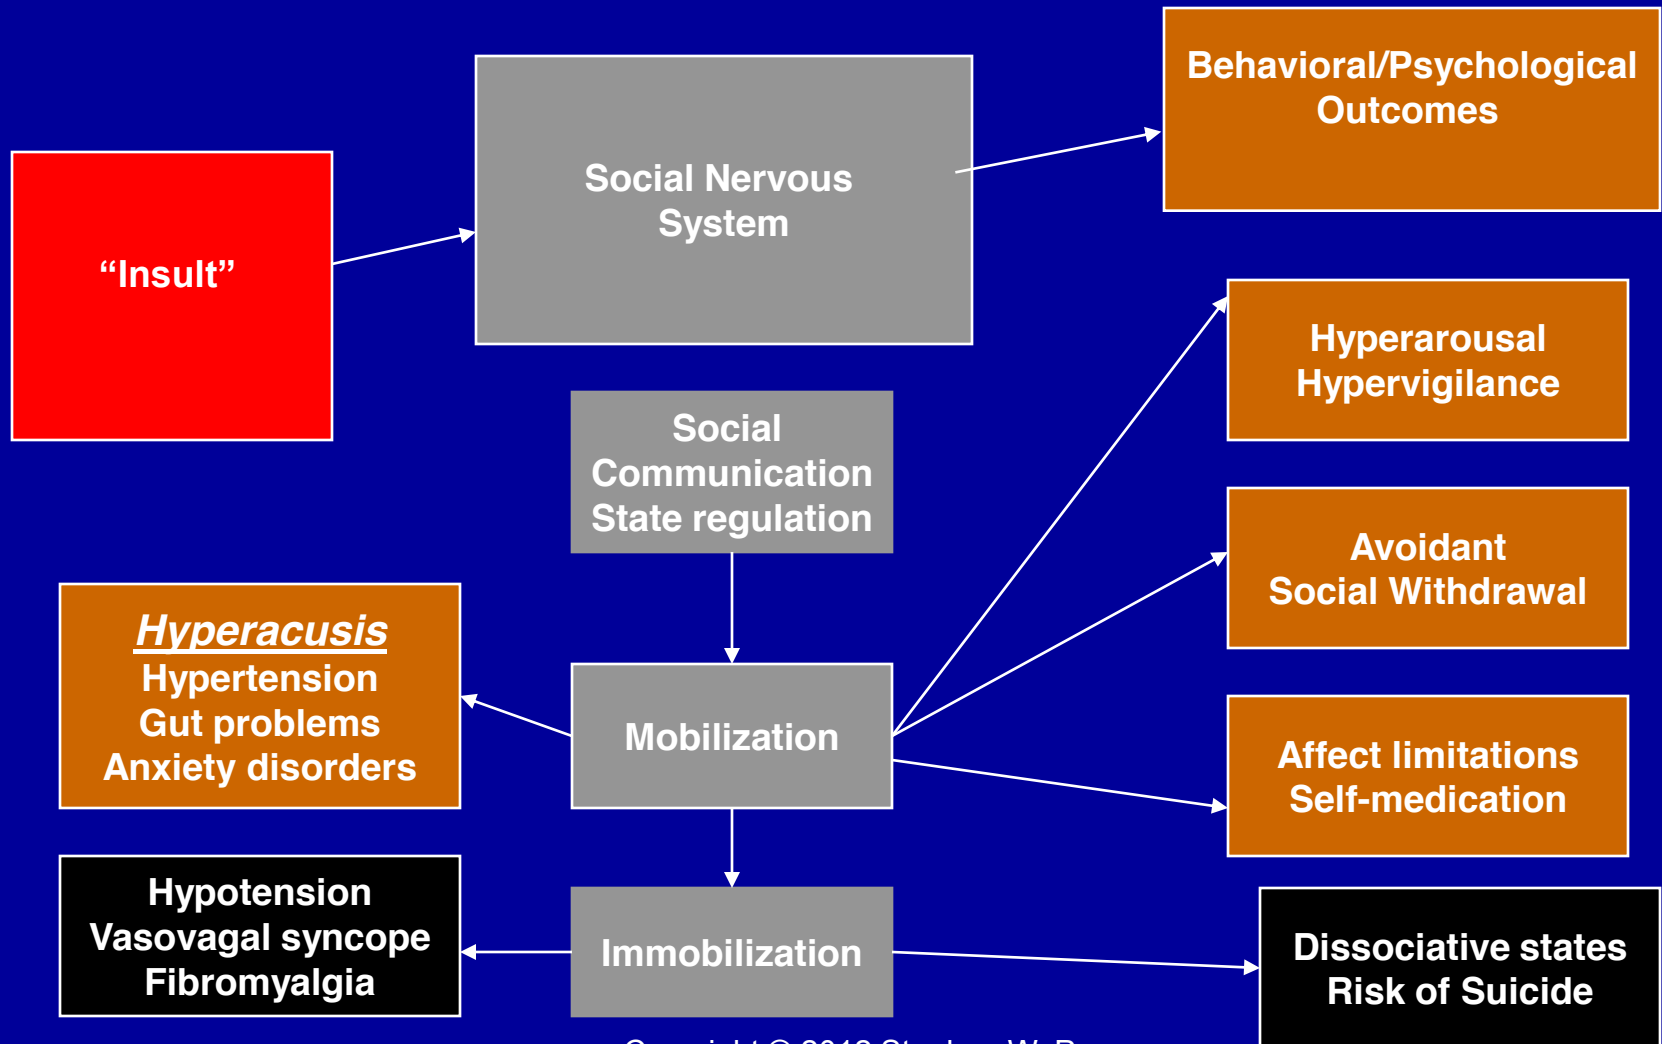 Behavioral/Psychological
Outcomes
Social Nervous
System
“Insult”
Hyperarousal
Hypervigilance
Social
Communication
State regulation
Avoidant
Social Withdrawal
Hyperacusis
Hypertension
Gut problems
Anxiety disorders
Mobilization
Affect limitations
Self-medication
Hypotension
Vasovagal syncope
Fibromyalgia
Immobilization
Dissociative states
Risk of Suicide